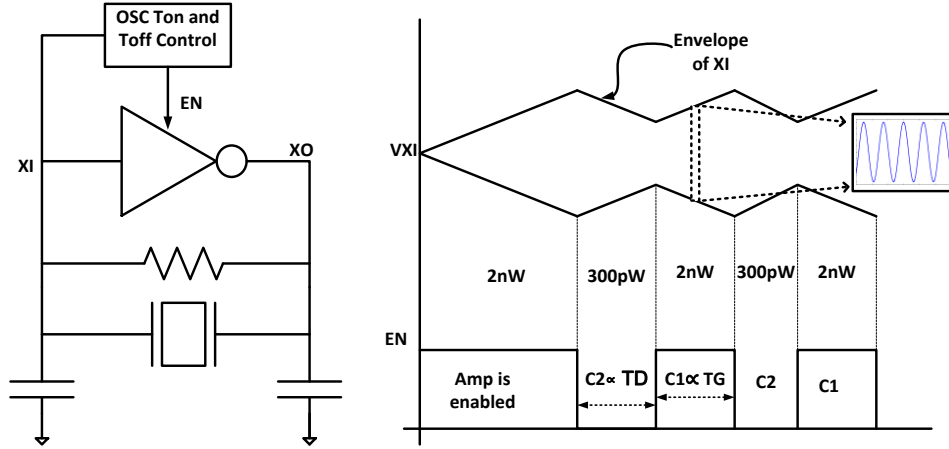 OSC Ton and
Toff Control
EN
XI
XO
Envelope
of XI
VXI
2nW
300pW
2nW
300pW
2nW
EN
Amp is
enabled
C2∝ TD
C1∝ TG
C2
C1